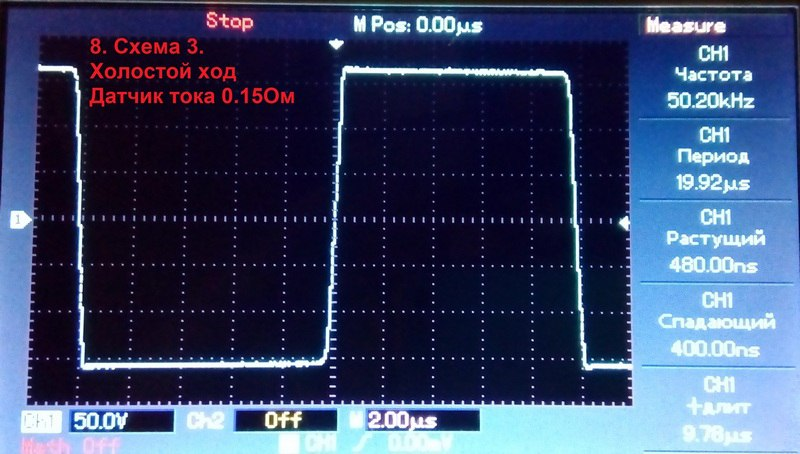 Stop
M Pos: 0.00µs
Measure
8. Схема 3.
Холостой ход
Датчик тока 0.15Ом
CH1
Частота
50.20kHz
CH1
Период
19.92µs
CH1
Растущий
480.00ns
CH1
Спадающий
400.00ns
CH1
+длит
9.78µs
1
Ch1 50.0V Ch2 Off M 2.00µs
Math Off CH1 0.00mV